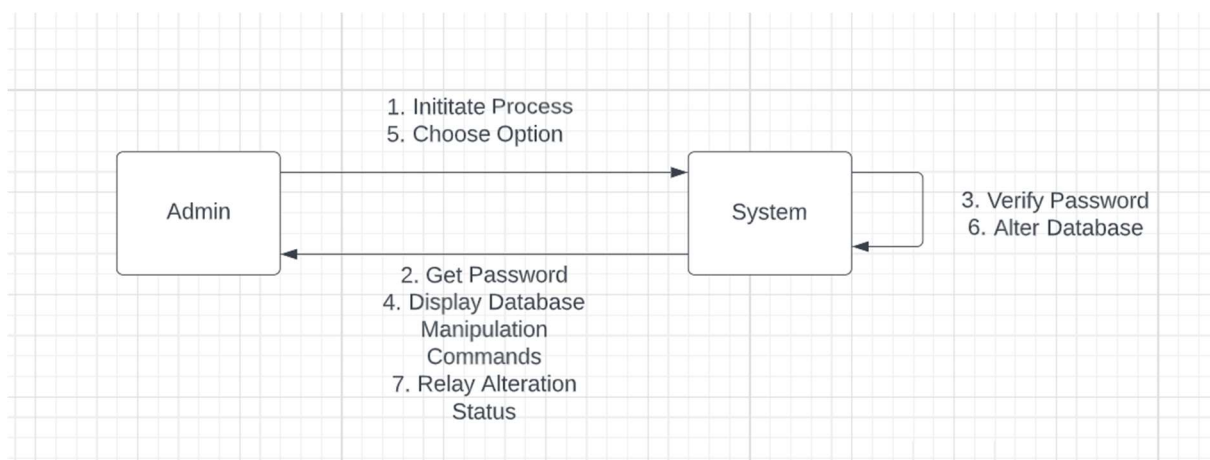 1. Inititate Process
5. Choose Option
Admin
System
3. Verify Password
6. Alter Database
2. Get Password
4. Display Database
Manipulation
Commands
7. Relay Alteration
Status